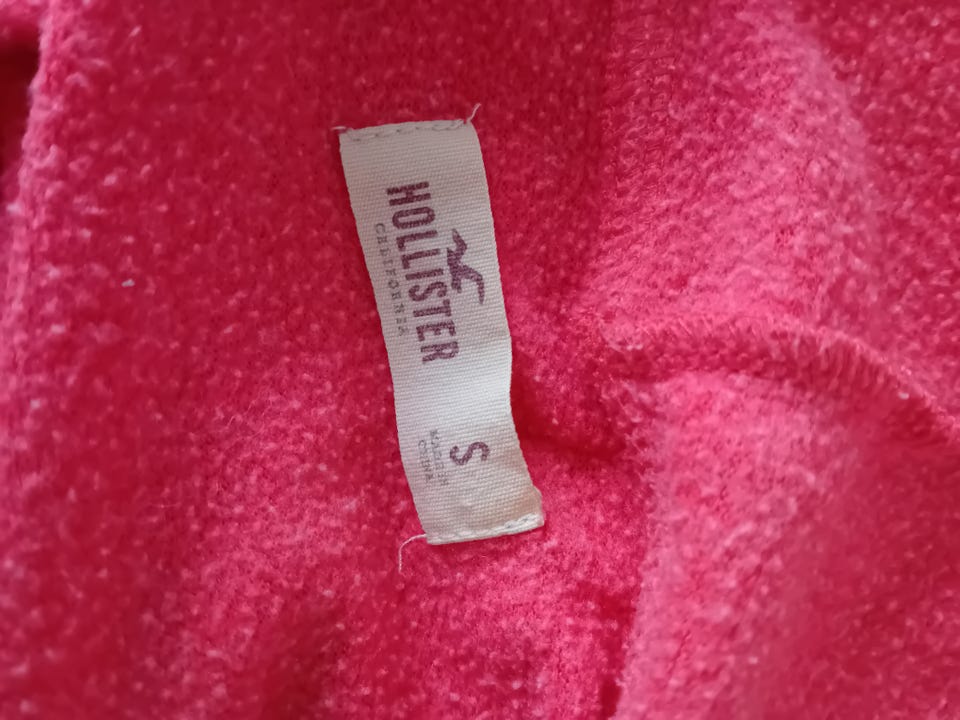 HOLLISTER
CALIFORNIA
S
MADE IN
CHINA